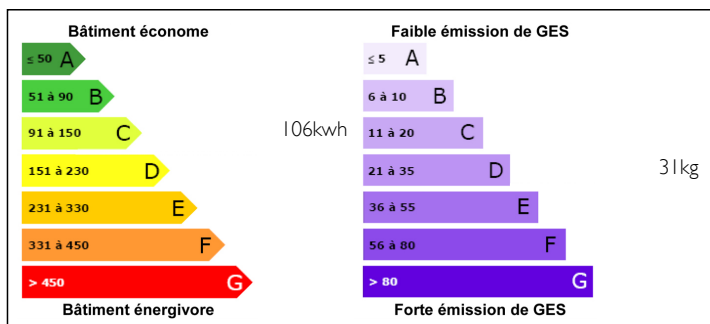 Bâtiment économe
≤ 50 A
51 à 90 B
91 à 150 C
106kwh
151 à 230 D
231 à 330 E
331 à 450 F
> 450 G
Bâtiment énergivore
Faible émission de GES
≤ 5 A
6 à 10 B
11 à 20 C
21 à 35 D
31kg
36 à 55 E
56 à 80 F
> 80 G
Forte émission de GES